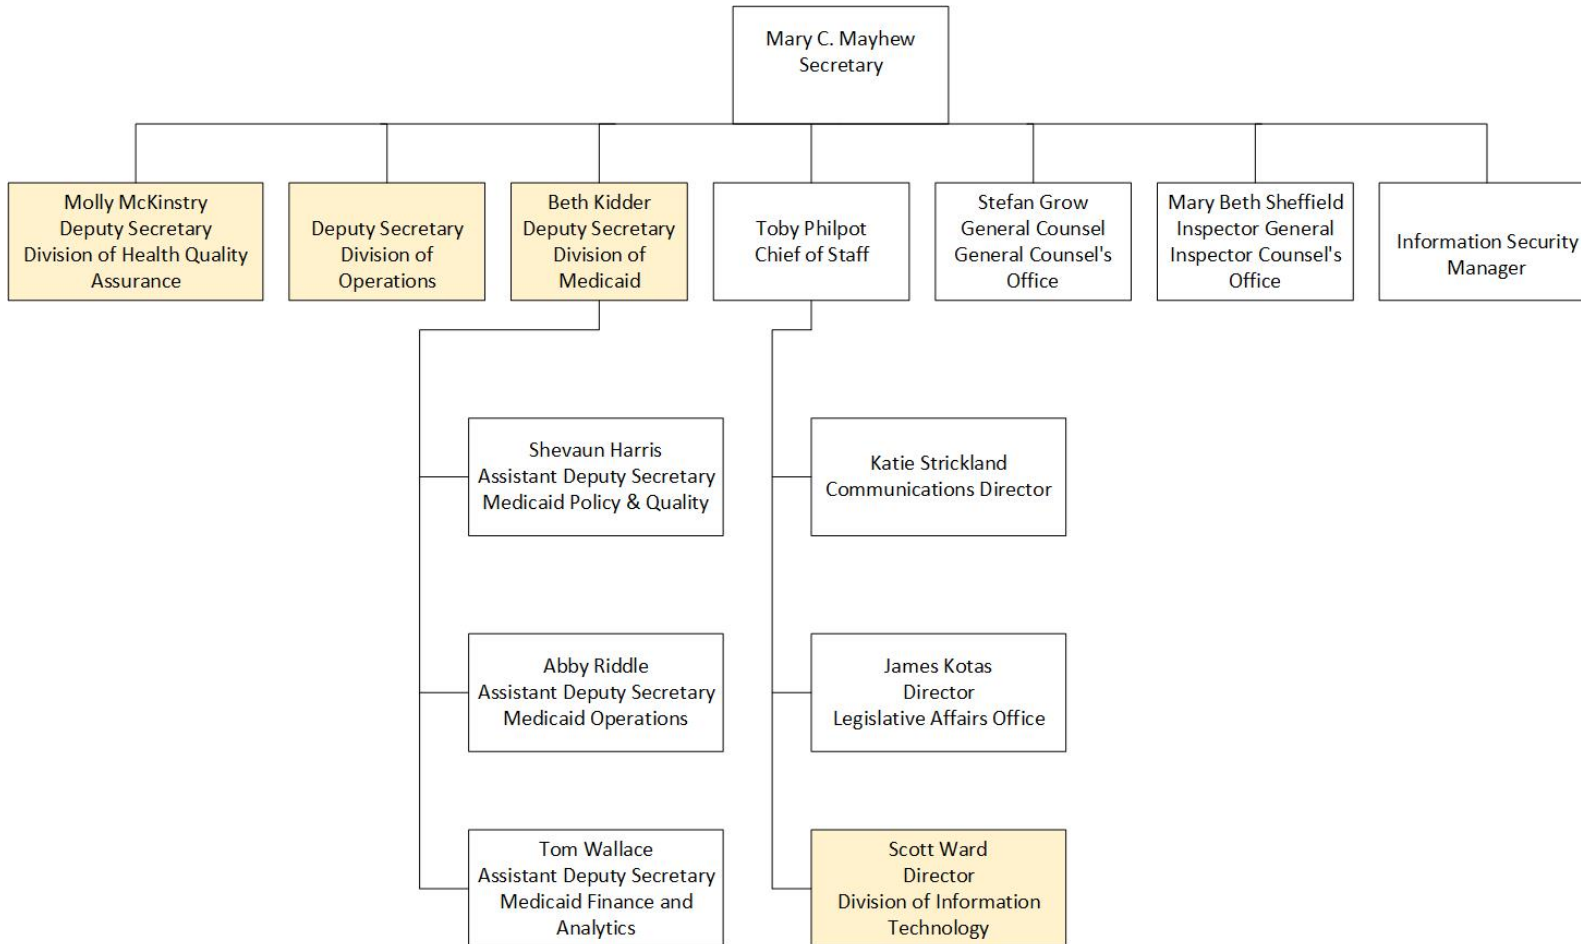 Mary C. Mayhew
Secretary
Molly McKinstry
Deputy Secretary
Division of Health Quality
Assurance
Deputy Secretary
Division of
Operations
Beth Kidder
Deputy Secretary
Division of
Medicaid
Toby Philpot
Chief of Staff
Stefan Grow
General Counsel
General Counsel's
Office
Mary Beth Sheffield
Inspector General
Inspector Counsel's
Office
Information Security
Manager
Shevaun Harris
Assistant Deputy Secretary
Medicaid Policy & Quality
Abby Riddle
Assistant Deputy Secretary
Medicaid Operations
Tom Wallace
Assistant Deputy Secretary
Medicaid Finance and
Analytics
Katie Strickland
Communications Director
James Kotas
Director
Legislative Affairs Office
Scott Ward
Director
Division of Information
Technology